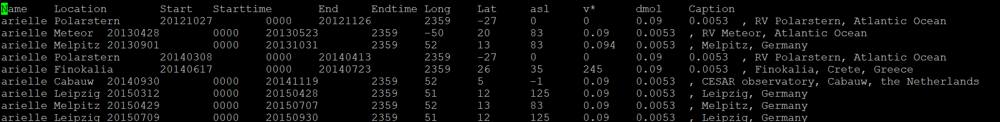 Name    Location        Start   Starttime       End     Endtime Long    Lat     asl     v*      dmol    Caption
arielle Polarstern      20121027        0000    20121126        2359    -27     0       0       0.09    0.0053  , RV Polarstern, Atlantic Ocean
arielle Meteor  20130428        0000    20130523        2359    -50     20      83      0.09    0.0053  , RV Meteor, Atlantic Ocean
arielle Melpitz 20130901        0000    20131031        2359    52      13      83      0.094   0.0053  , Melpitz, Germany
arielle Polarstern      20140308        0000    20140413        2359    -27     0       0       0.09    0.0053  , RV Polarstern, Atlantic Ocean
arielle Finokalia       20140617        0000    20140723        2359    26      35      245     0.09    0.0053  , Finokalia, Crete, Greece
arielle Cabauw  20140930        0000    20141119        2359    52      5       -1      0.09    0.0053  , CESAR observatory, Cabauw, the Netherlands
arielle Leipzig 20150312        0000    20150428        2359    51      12      125     0.09    0.0053  , Leipzig, Germany
arielle Melpitz 20150429        0000    20150707        2359    52      13      83      0.09    0.0053  , Melpitz, Germany
arielle Leipzig 20150709        0000    20150930        2359    51      12      125     0.09    0.0053  , Leipzig, Germany